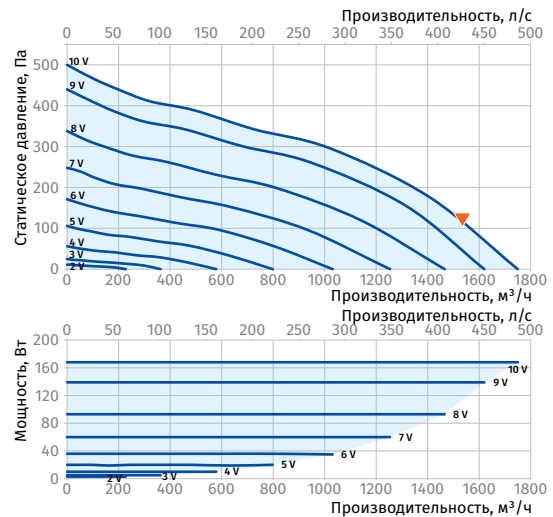 Производительность, л/с
0 50 100 150 200 250 300 350 400 450 500
Статическое давление, Па
500
400
300
200
100
0
10 V
9 V
8 V
7 V
6 V
5 V
4 V
3 V
2 V
0 200 400 600 800 1000 1200 1400 1600 1800
Производительность, м³/ч
Производительность, л/с
0 50 100 150 200 250 300 350 400 450 500
Мощность, Вт
200
160
120
80
40
0
10 V
9 V
8 V
7 V
6 V
5 V
4 V
3 V
2 V
0 200 400 600 800 1000 1200 1400 1600 1800
Производительность, м³/ч